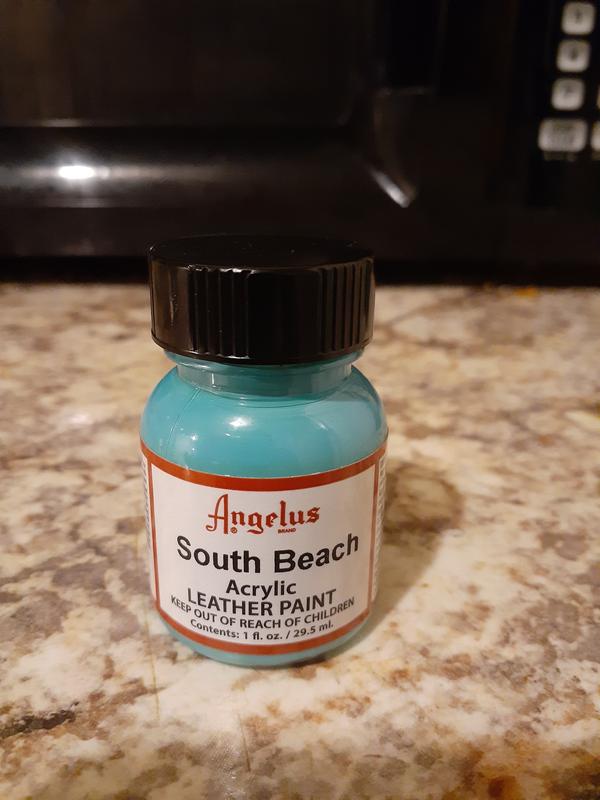 Angelus®
BRAND
South Beach
Acrylic
LEATHER PAINT
KEEP OUT OF REACH OF CHILDREN
Contents: 1 fl. oz. / 29.5 ml.